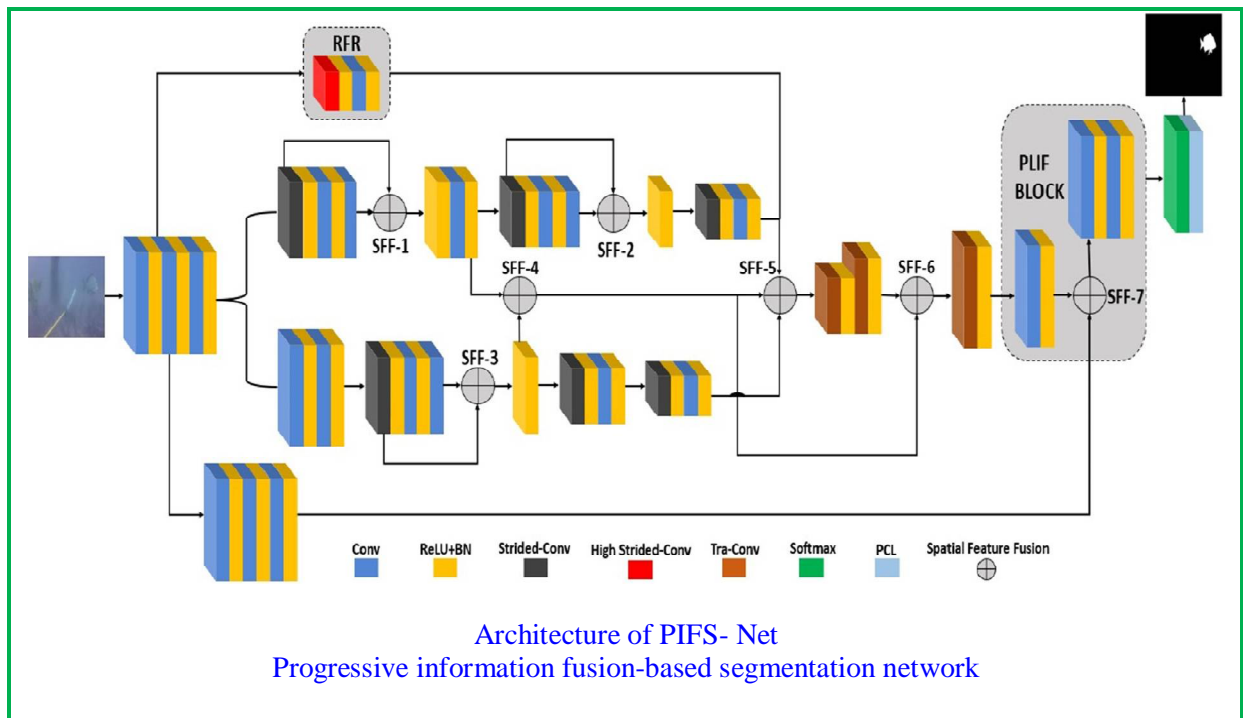 RFR
SFF-1
SFF-2
SFF-3
SFF-4
SFF-5
SFF-6
PLIF
BLOCK
SFF-7
Conv
ReLU+BN
Strided-Conv
High Strided-Conv
Tra-Conv
Softmax
PCL
Spatial Feature Fusion
Architecture of PIFS- Net
Progressive information fusion-based segmentation network